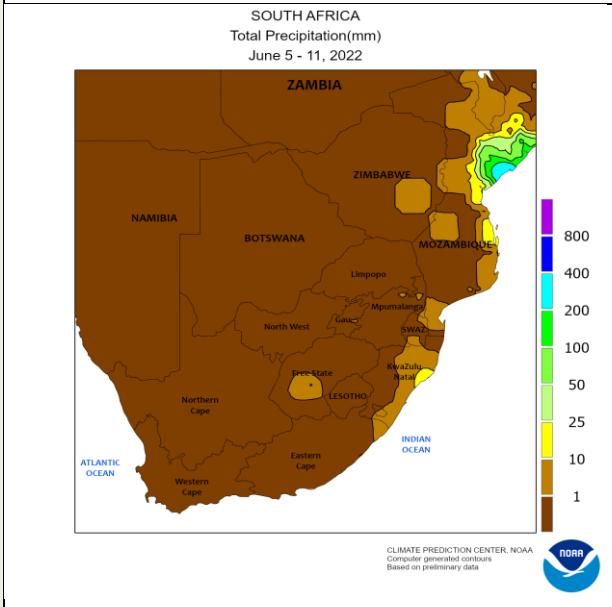 SOUTH AFRICA
Total Precipitation(mm)
June 5 - 11, 2022
ZAMBIA
ZIMBABWE
NAMIBIA
BOTSWANA
MOZAMBIQUE
Limpopo
Mpumalanga
North West
Gau
SWAZ
Free State
KwaZulu
Natal
LESOTHO
Northern
Cape
Eastern
Cape
Western
Cape
ATLANTIC
OCEAN
INDIAN
OCEAN
800
400
200
100
50
25
10
1
CLIMATE PREDICTION CENTER, NOAA
Computer generated contours
Based on preliminary data
NOAA